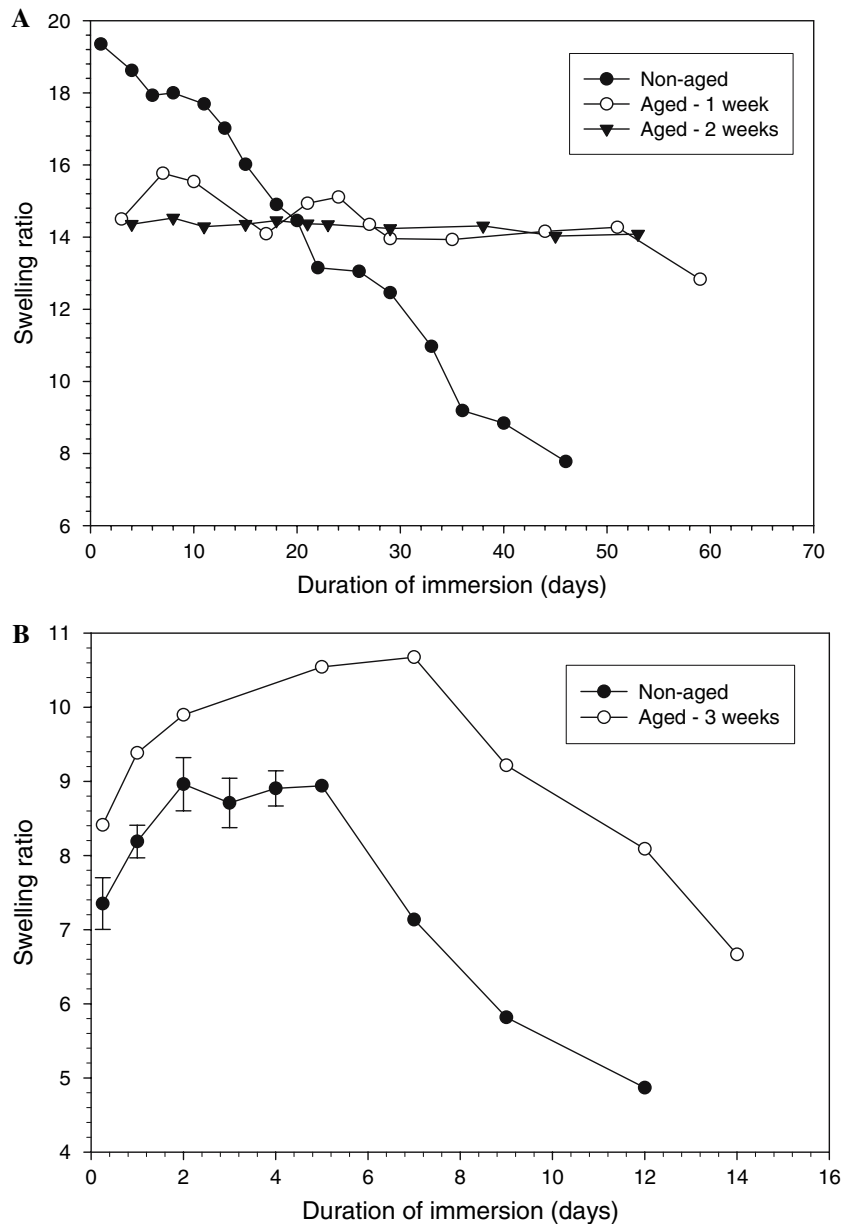 A
20
18
16
14
12
10
8
6
Swelling ratio
Non-aged
Aged - 1 week
Aged - 2 weeks
0 10 20 30 40 50 60 70
Duration of immersion (days)
B
11
10
9
8
7
6
5
4
Swelling ratio
Non-aged
Aged - 3 weeks
0 2 4 6 8 10 12 14 16
Duration of immersion (days)